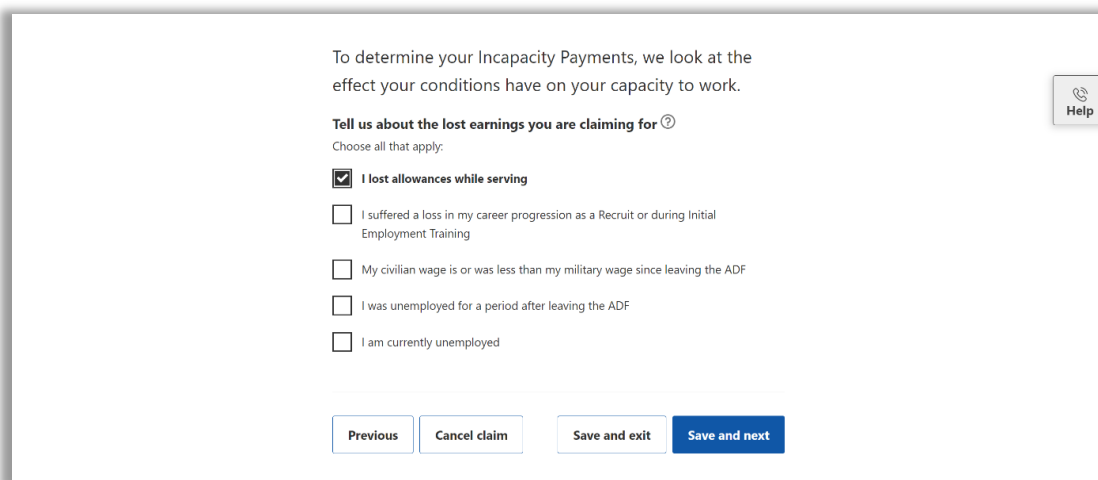 To determine your Incapacity Payments, we look at the
effect your conditions have on your capacity to work.
Help
Tell us about the lost earnings you are claiming for
Choose all that apply:
I lost allowances while serving
I suffered a loss in my career progression as a Recruit or during Initial
Employment Training
My civilian wage is or was less than my military wage since leaving the ADF
I was unemployed for a period after leaving the ADF
I am currently unemployed
Previous Cancel claim Save and exit Save and next